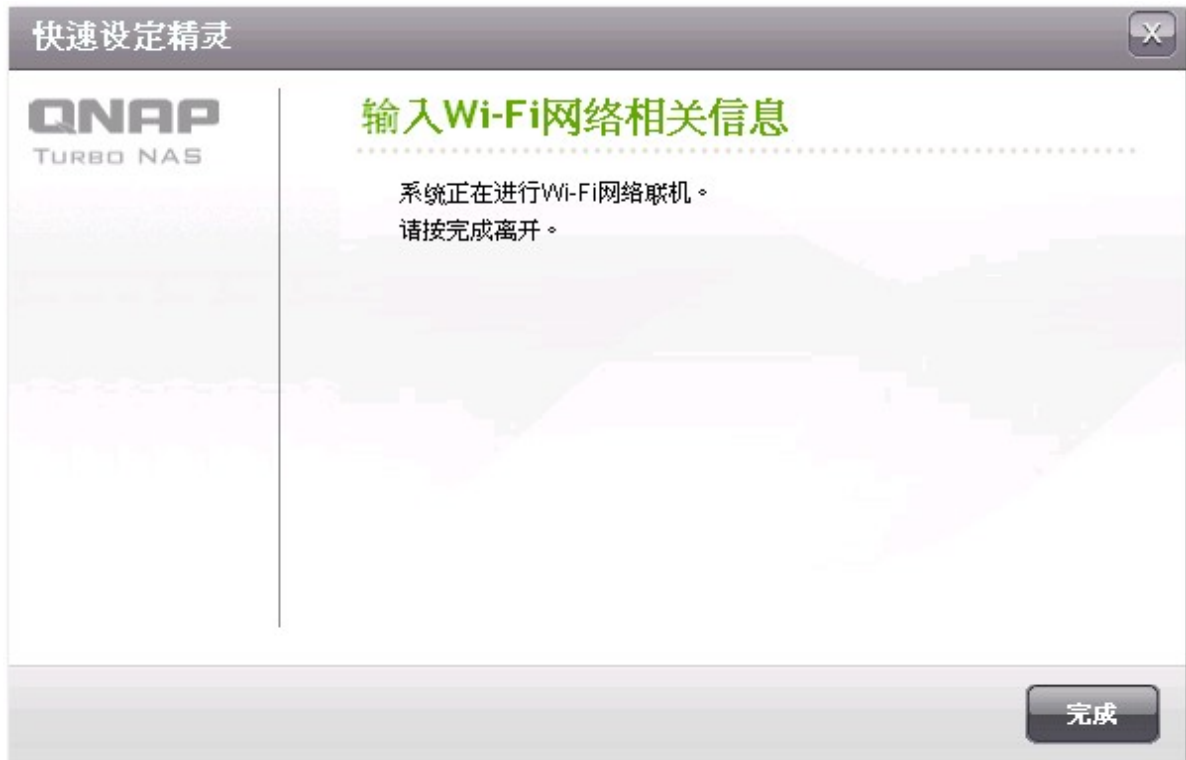 快速设定精灵
X
QNAP
TURBO NAS
输入Wi-Fi网络相关信息
系统正在进行Wi-Fi网络联机。
请按完成离开。
完成